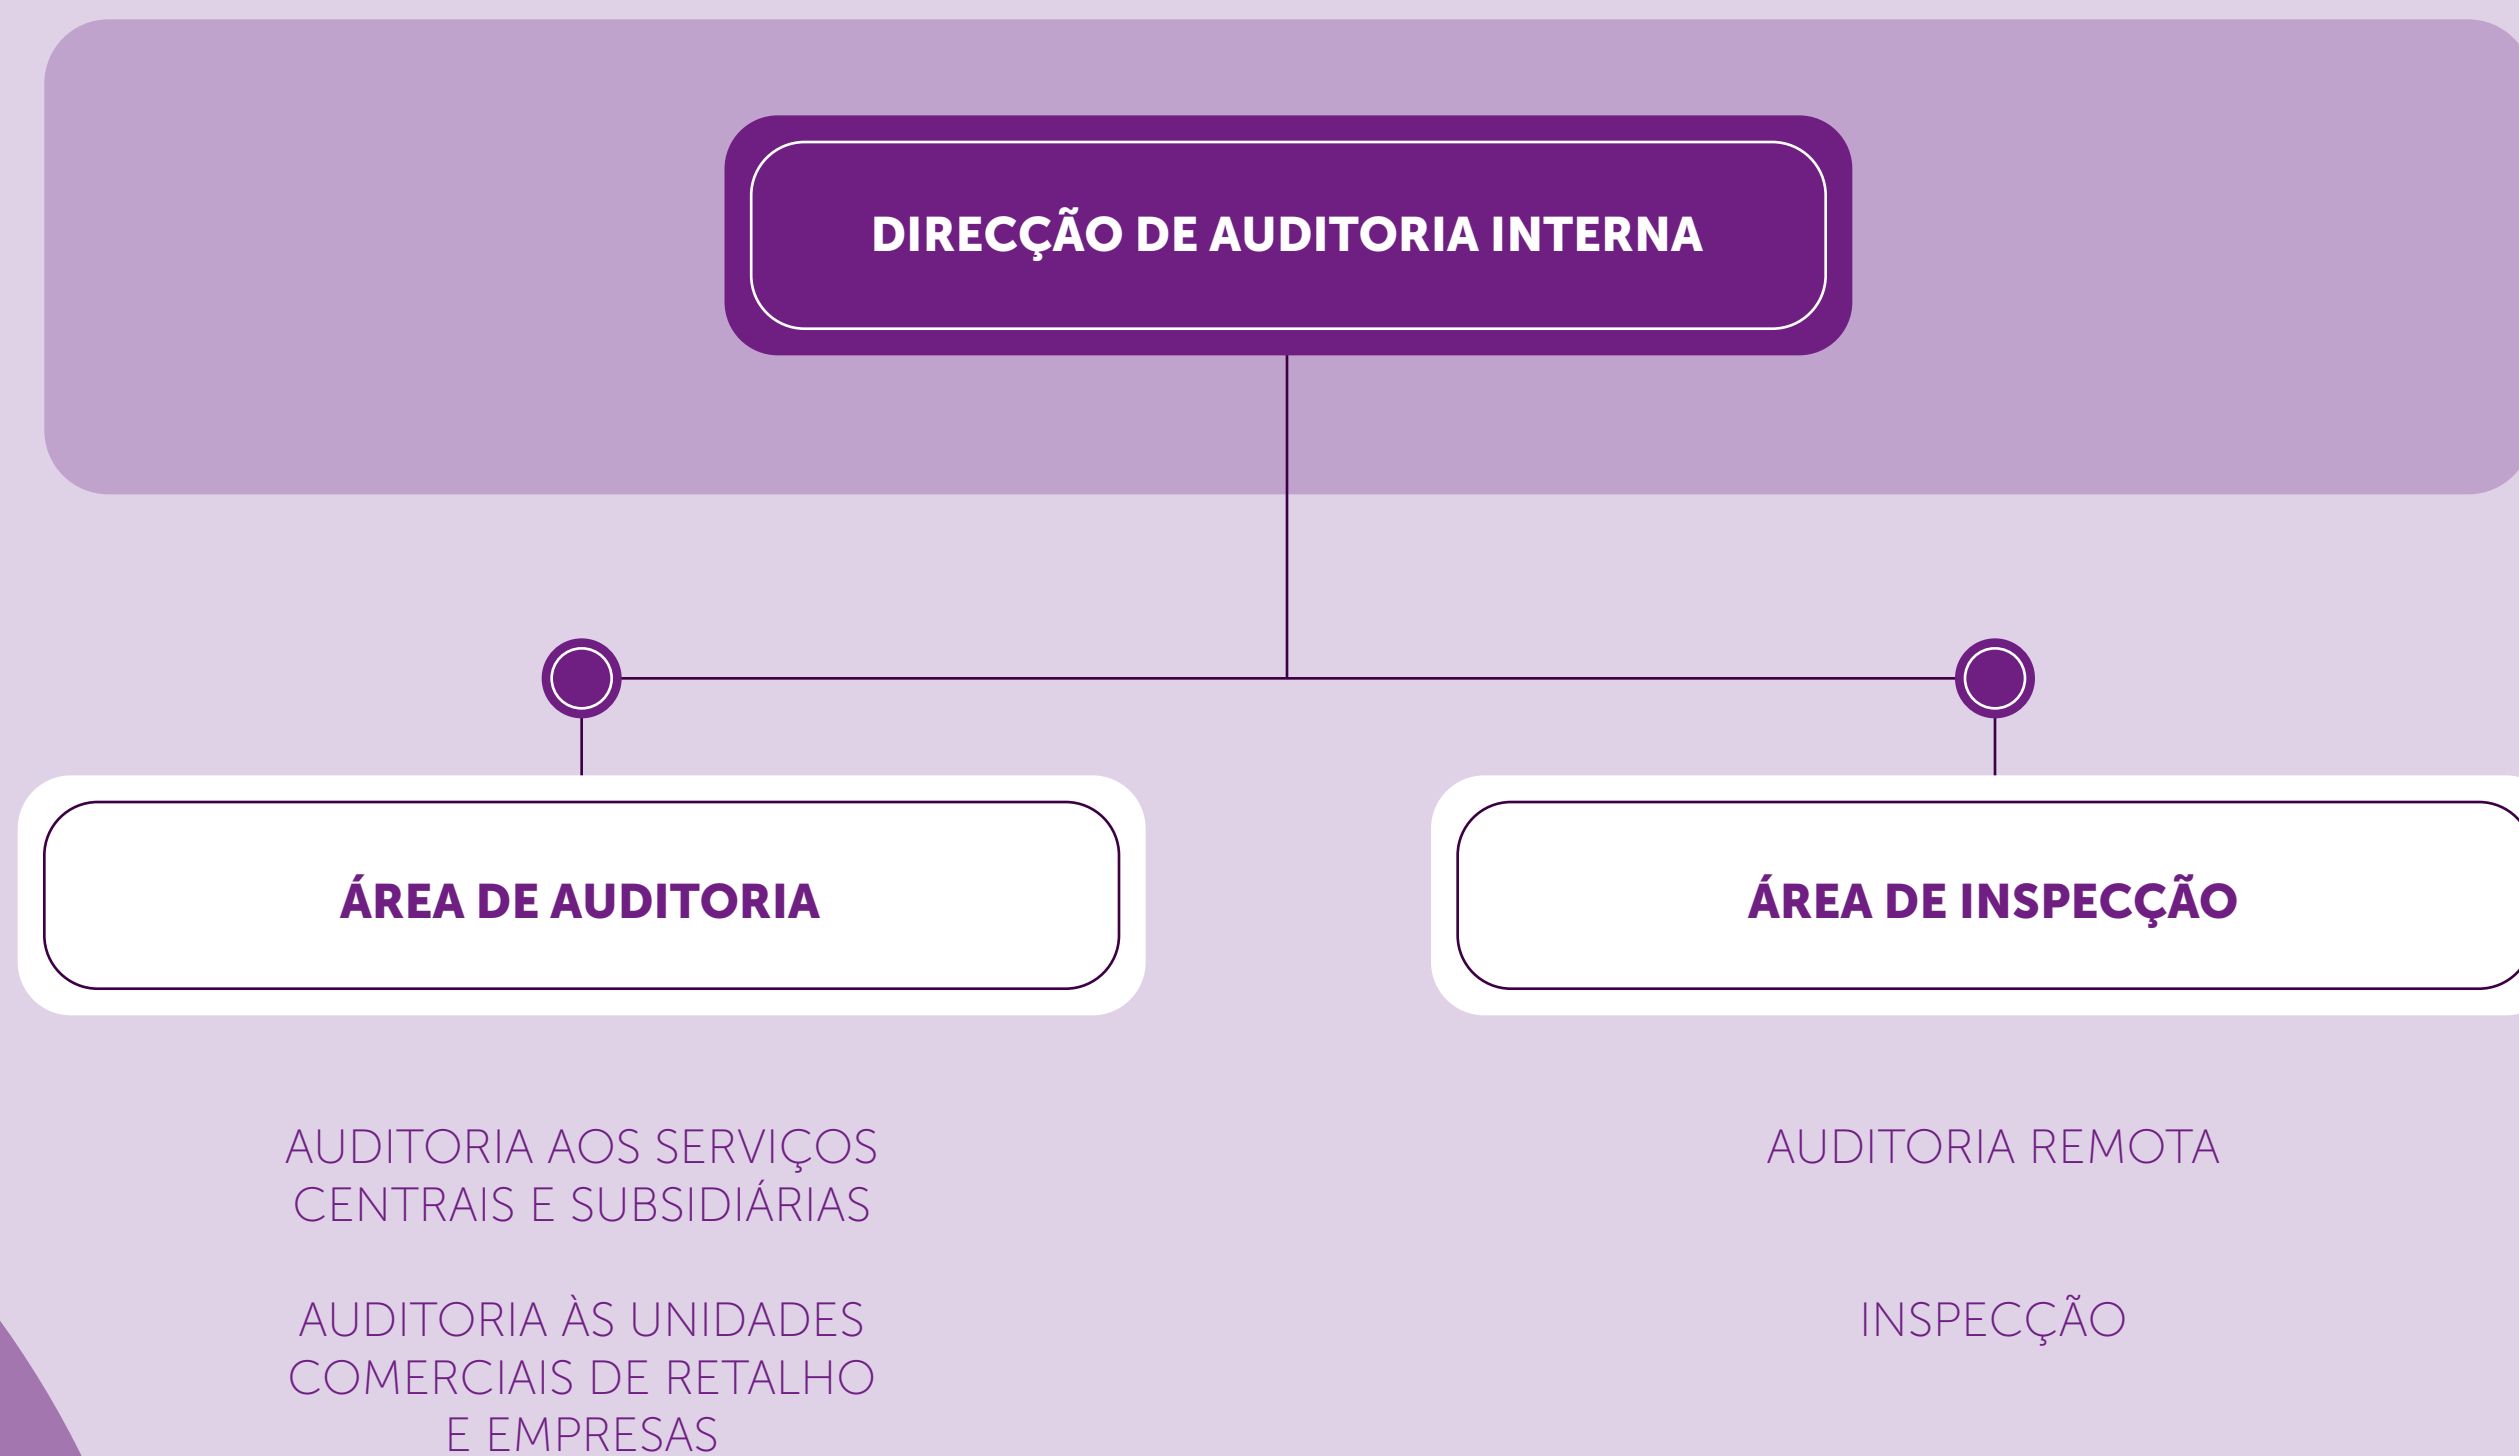 DIRECÇÃO DE AUDITORIA INTERNA
ÁREA DE AUDITORIA
AUDITORIA AOS SERVIÇOS
CENTRAIS E SUBSIDIÁRIAS
AUDITORIA ÀS UNIDADES
COMERCIAIS DE RETALHO
E EMPRESAS
ÁREA DE INSPECÇÃO
AUDITORIA REMOTA
INSPECÇÃO